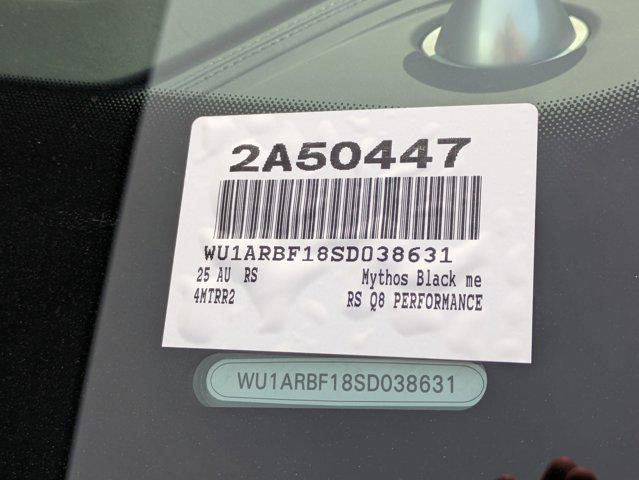 2A50447
WU1ARBF18SD038631
25 AU RS Mythos Black me
4MTRR2 RS Q8 PERFORMANCE
WU1ARBF18SD038631